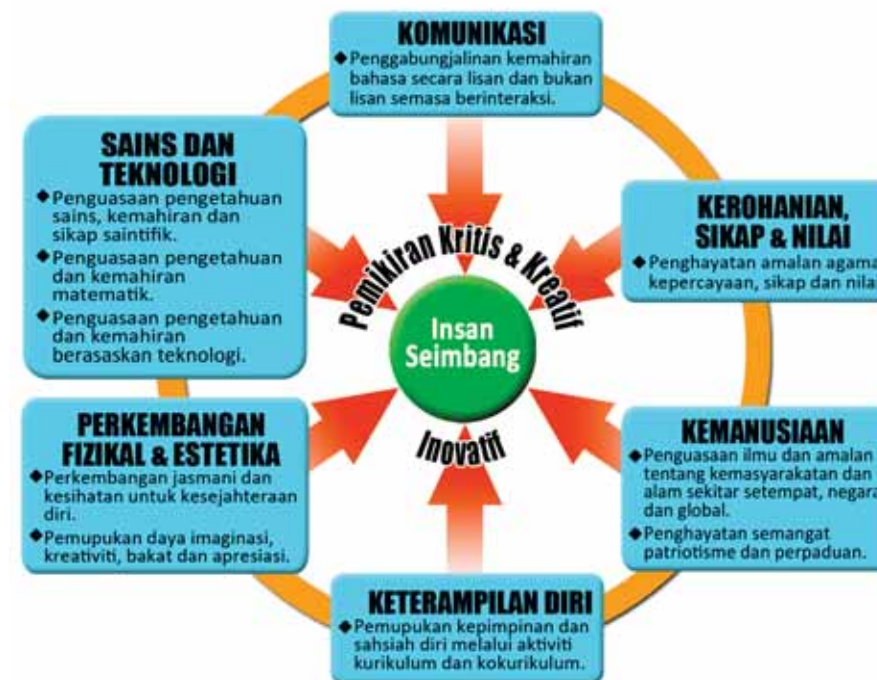 KOMUNIKASI
◆Penggabungjalinan kemahiran
bahasa secara lisan dan bukan
lisan semasa berinteraksi.
SAINS DAN
TEKNOLOGI
◆Penguasaan pengetahuan
sains, kemahiran dan
sikap saintifik.
◆Penguasaan pengetahuan
dan kemahiran
matematik.
◆Penguasaan pengetahuan
dan kemahiran
berasaskan teknologi.
KEROHANIAN,
SIKAP & NILAI
◆Penghayatan amalan agama
kepercayaan, sikap dan nilai
Pemikiran Kritis & Kreatif
Insan
Seimbang
Inovatif
PERKEMBANGAN
FIZIKAL & ESTETIKA
◆Perkembangan jasmani dan
kesihatan untuk kesejahteraan
diri.
◆Pemupukan daya imaginasi,
kreativiti, bakat dan apresiasi.
KEMANUSIAAN
◆Penguasaan ilmu dan amalan
tentang kemasyarakatan dan
alam sekitar setempat, negara
dan global.
◆Penghayatan semangat
patriotisme dan perpaduan.
KETERAMPILAN DIRI
◆Pemupukan kepimpinan dan
sahsiah diri melalui aktiviti
kurikulum dan kokurikulum.